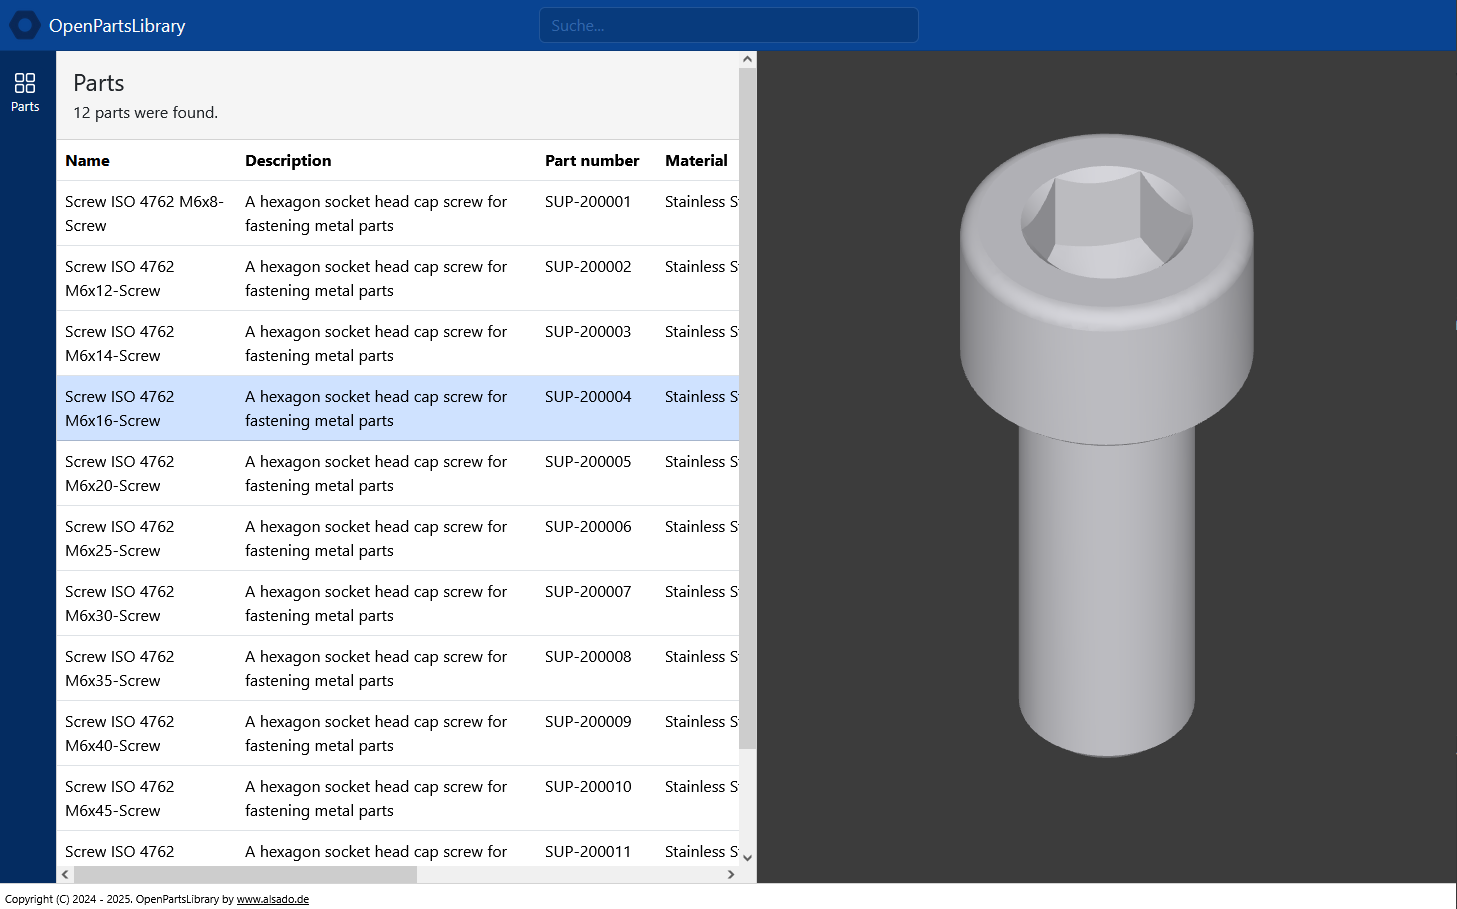 OpenPartsLibrary
Suche...
Parts
Parts
12 parts were found.
Name Description Part number Material
Screw ISO 4762 M6x8- A hexagon socket head cap screw for SUP-200001 Stainless S
Screw fastening metal parts
Screw ISO 4762 A hexagon socket head cap screw for SUP-200002 Stainless S
M6x12-Screw fastening metal parts
Screw ISO 4762 A hexagon socket head cap screw for SUP-200003 Stainless S
M6x14-Screw fastening metal parts
Screw ISO 4762 A hexagon socket head cap screw for SUP-200004 Stainless S
M6x16-Screw fastening metal parts
Screw ISO 4762 A hexagon socket head cap screw for SUP-200005 Stainless S
M6x20-Screw fastening metal parts
Screw ISO 4762 A hexagon socket head cap screw for SUP-200006 Stainless S
M6x25-Screw fastening metal parts
Screw ISO 4762 A hexagon socket head cap screw for SUP-200007 Stainless S
M6x30-Screw fastening metal parts
Screw ISO 4762 A hexagon socket head cap screw for SUP-200008 Stainless S
M6x35-Screw fastening metal parts
Screw ISO 4762 A hexagon socket head cap screw for SUP-200009 Stainless S
M6x40-Screw fastening metal parts
Screw ISO 4762 A hexagon socket head cap screw for SUP-200010 Stainless S
M6x45-Screw fastening metal parts
Screw ISO 4762 A hexagon socket head cap screw for SUP-200011 Stainless S
Copyright (C) 2024 - 2025. OpenPartsLibrary by www.alsado.de